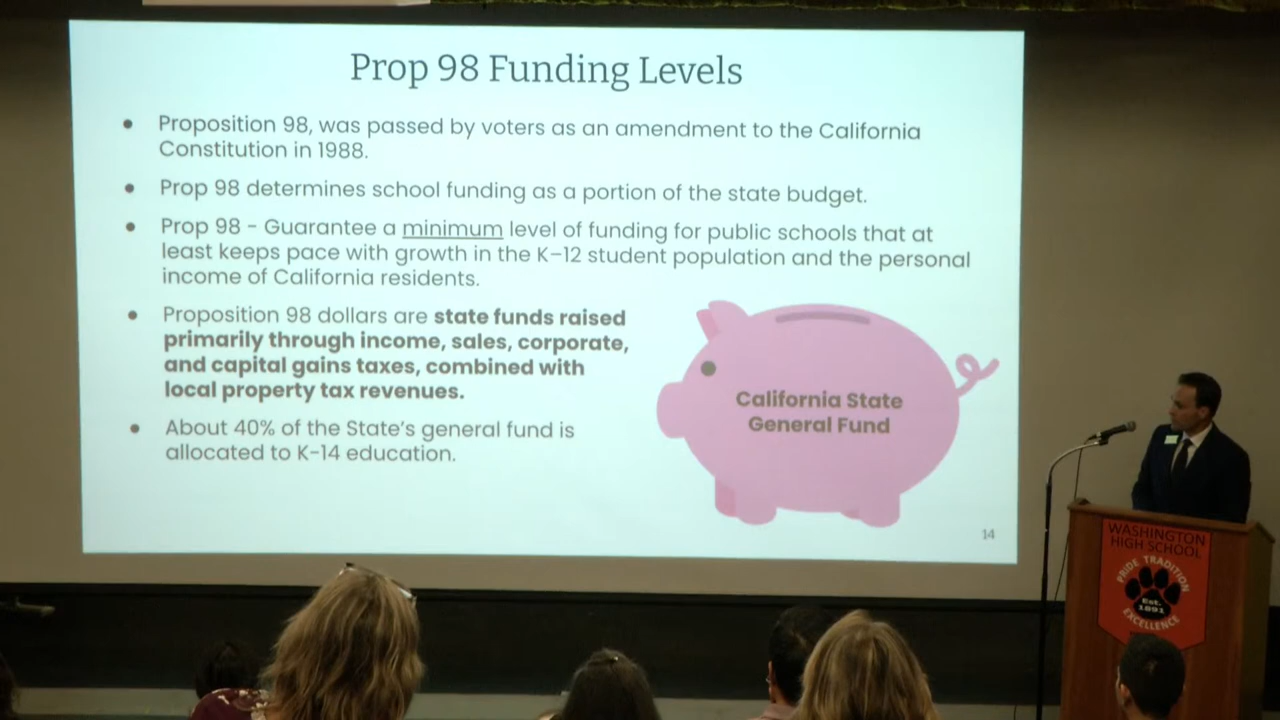 Prop 98 Funding Levels
• Proposition 98, was passed by voters as an amendment to the California
Constitution in 1988.
• Prop 98 determines school funding as a portion of the state budget.
• Prop 98 - Guarantee a minimum level of funding for public schools that at
least keeps pace with growth in the K-12 student population and the personal
income of California residents.
• Proposition 98 dollars are state funds raised
primarily through income, sales, corporate,
and capital gains taxes, combined with
local property tax revenues.
• About 40% of the State's general fund is
allocated to K-14 education.
California State
General Fund
14
WASHINGTON
HIGH SCHOOL
PRIDE TRADITION
Est.
1891
EXCELLENCE